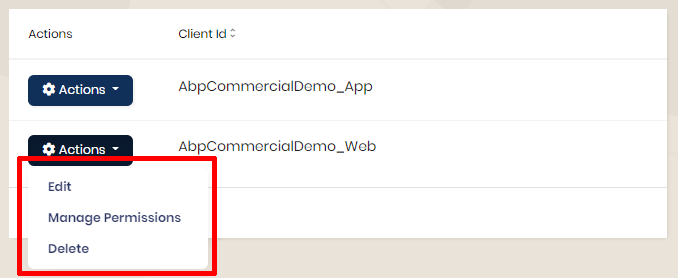 Actions Client Id
Actions AbpCommercialDemo_App
Actions AbpCommercialDemo_Web
Edit
Manage Permissions
Delete